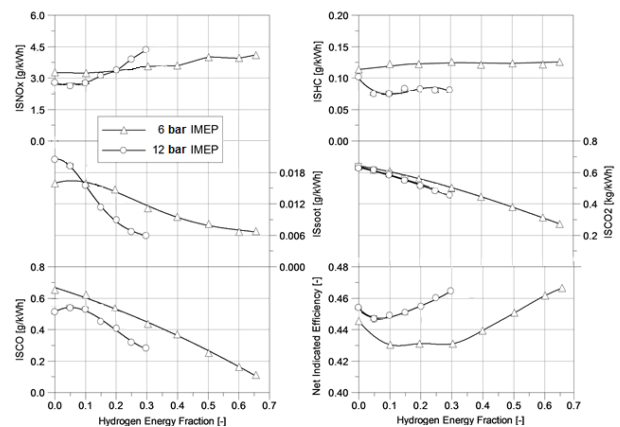 6.0
4.5
3.0
1.5
0.0
ISNOx [g/kWh]
6 bar IMEP
12 bar IMEP
0.018
0.012
0.006
0.000
ISsoot [g/kWh]
0.8
0.6
0.4
0.2
0.0
ISCO [g/kWh]
0.0 0.1 0.2 0.3 0.4 0.5 0.6 0.7
Hydrogen Energy Fraction [-]
0.20
0.15
0.10
0.05
0.00
ISHC [g/kWh]
0.8
0.6
0.4
0.2
ISCO2 [kg/kWh]
0.48
0.46
0.44
0.42
0.40
Net Indicated Efficiency [-]
0.0 0.1 0.2 0.3 0.4 0.5 0.6 0.7
Hydrogen Energy Fraction [-]